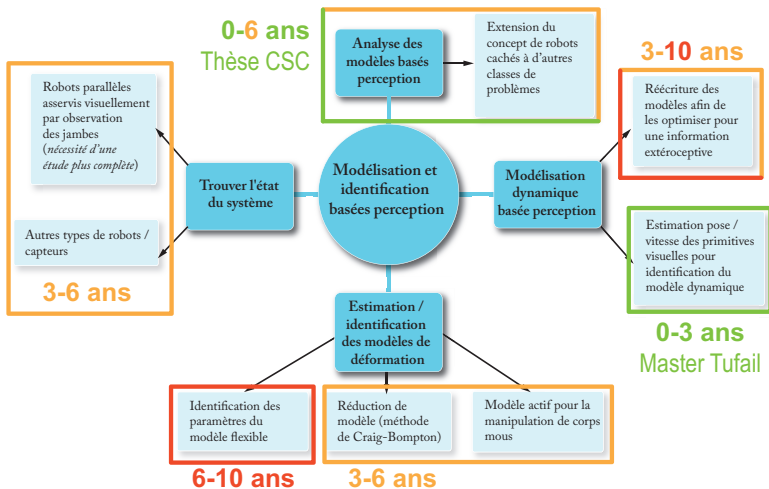 0-6 ans
Thèse CSC
Analyse des
modèles basés
perception
Extension du
concept de robots
cachés à d'autres
classes de
problèmes
3-10 ans
Réécriture des
modèles afin de
les optimiser pour
une information
extéroceptive
Robots parallèles
asservis visuellement
par observation
des jambes
(nécessité d'une
étude plus complète)
Trouver l'état
du système
Modélisation et
identification
basées perception
Modélisation
dynamique
basée perception
Autres types de robots /
capteurs
3-6 ans
Estimation pose /
vitesse des primitives
visuelles pour
identification du
modèle dynamique
0-3 ans
Master Tufail
Estimation /
identification
des modèles de
déformation
Identification des
paramètres du
modèle flexible
Réduction de
modèle (méthode
de Craig-Bompton)
Modèle actif pour la
manipulation de corps
mous
6-10 ans
3-6 ans